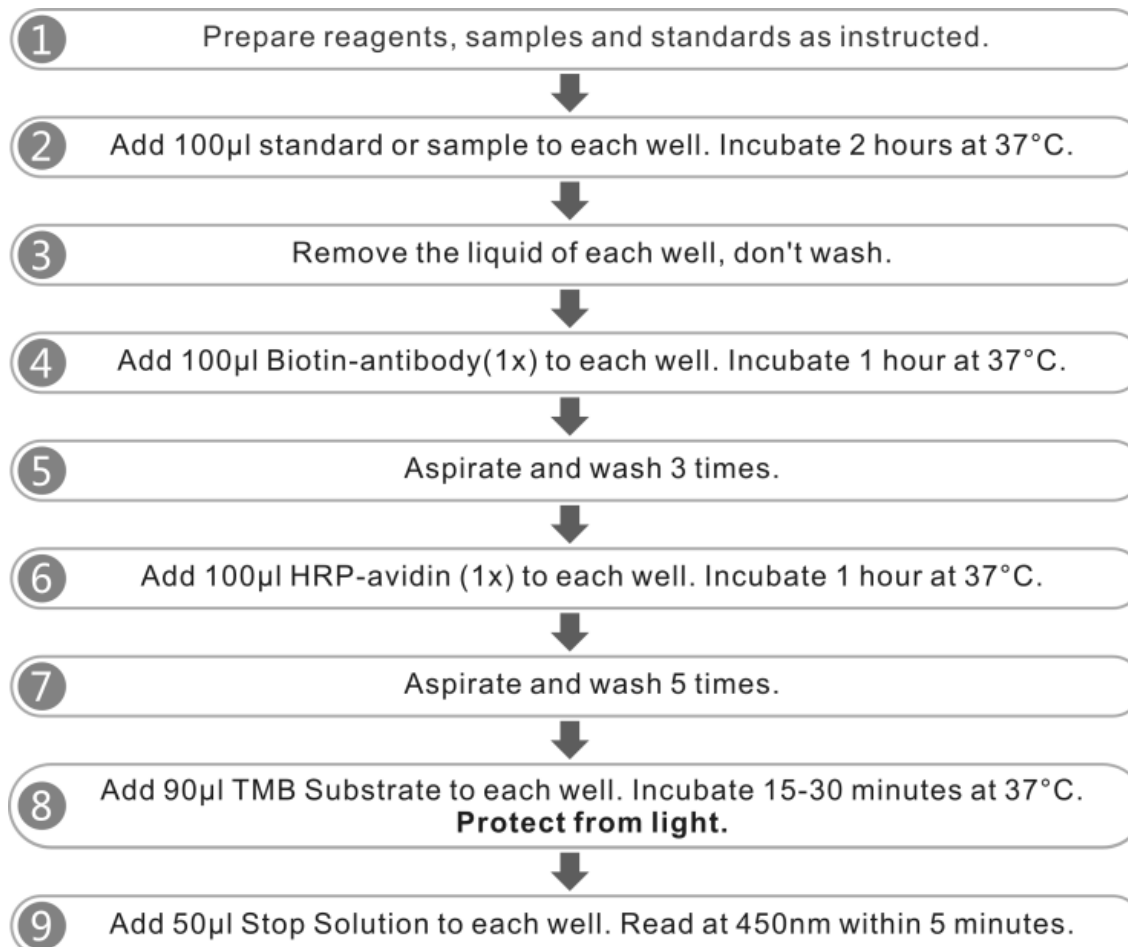 1 Prepare reagents, samples and standards as instructed.
2 Add 100µl standard or sample to each well. Incubate 2 hours at 37°C.
3 Remove the liquid of each well, don't wash.
4 Add 100µl Biotin-antibody(1x) to each well. Incubate 1 hour at 37°C.
5 Aspirate and wash 3 times.
6 Add 100µl HRP-avidin (1x) to each well. Incubate 1 hour at 37°C.
7 Aspirate and wash 5 times.
8 Add 90µl TMB Substrate to each well. Incubate 15-30 minutes at 37°C.
Protect from light.
9 Add 50µl Stop Solution to each well. Read at 450nm within 5 minutes.